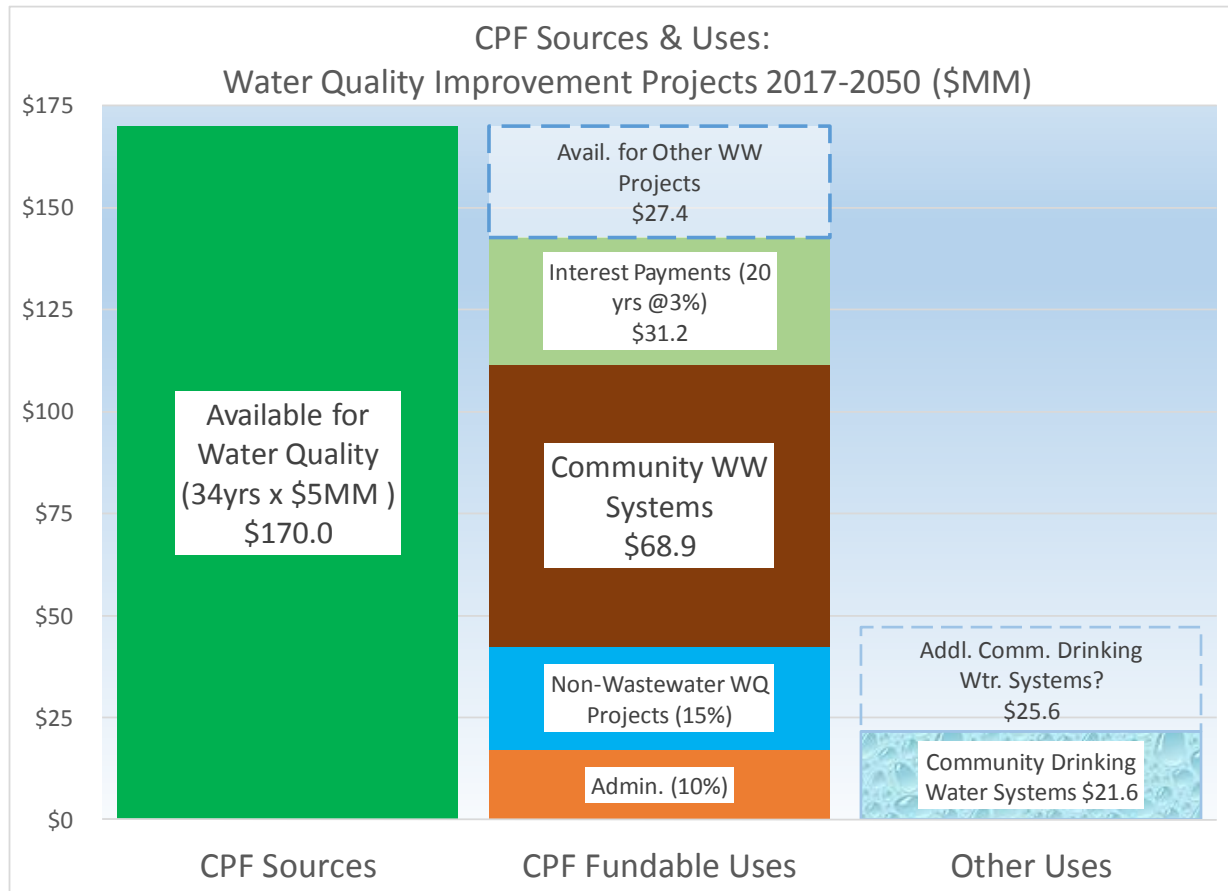 CPF Sources & Uses:
Water Quality Improvement Projects 2017-2050 ($MM)
$175
$150
$125
$100
$75
$50
$25
$0
Available for
Water Quality
(34yrs x $5MM )
$170.0
Avail. for Other WW
Projects
$27.4
Interest Payments (20
yrs @3%)
$31.2
Community WW
Systems
$68.9
Non-Wastewater WQ
Projects (15%)
Admin. (10%)
Addl. Comm. Drinking
Wtr. Systems?
$25.6
Community Drinking
Water Systems $21.6
CPF Sources
CPF Fundable Uses
Other Uses